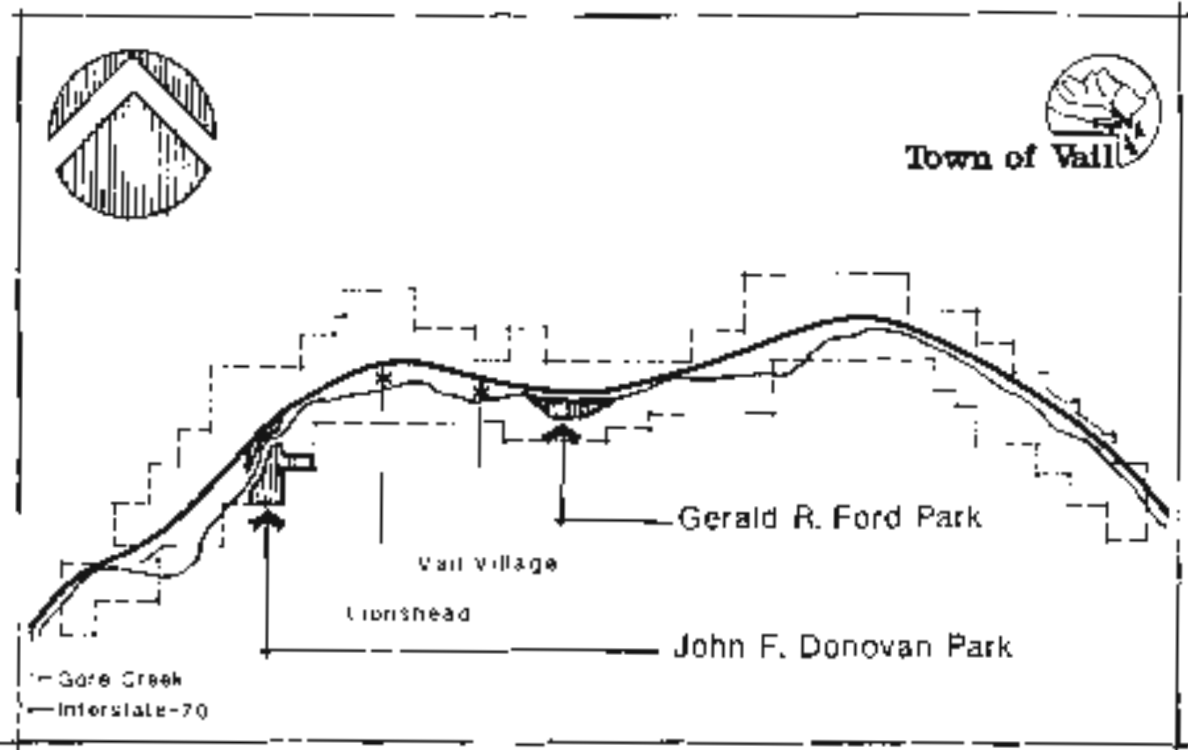 Town of Vail
Gerald R. Ford Park
Vail Village
Lionshead
John F. Donovan Park
Gore Creek
Interstate-70